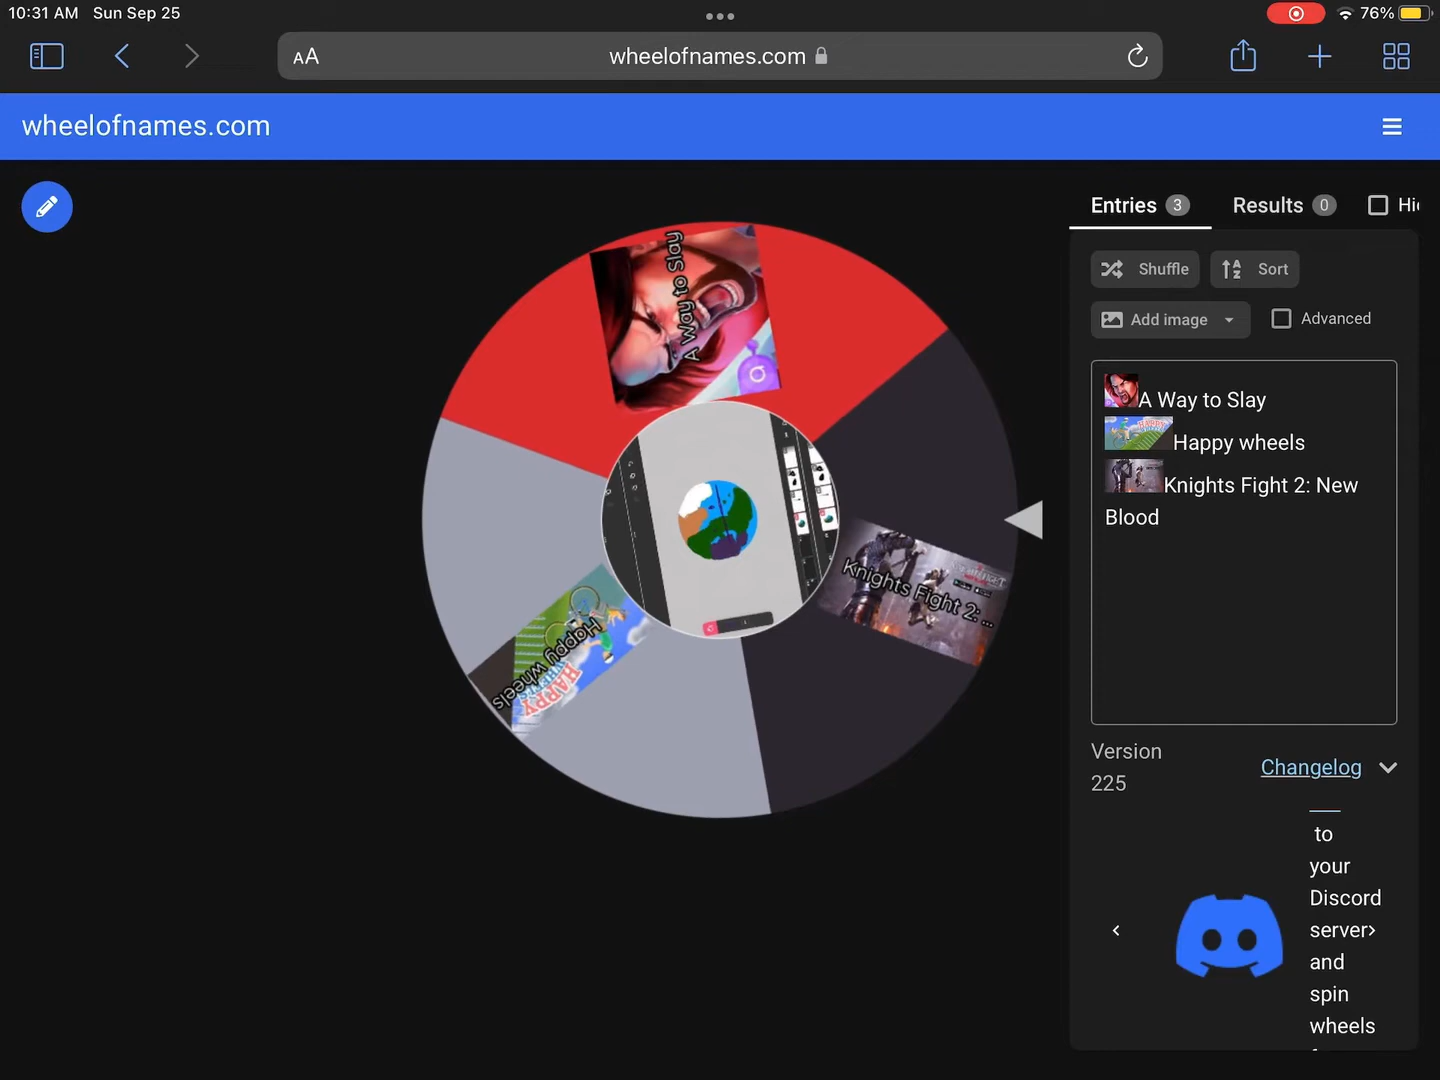 10:31 AM Sun Sep 25
76%
AA
wheelofnames.com
wheelofnames.com
Entries 3
Results 0
Hi
Shuffle
Sort
Add image
Advanced
A Way to Slay
Happy wheels
Knights Fight 2: New
Blood
Version
225
Changelog
to
your
Discord
server
and
spin
wheels
A Way to Slay
Knights Fight 2: ...
Happy wheels
HAPPY
WHEELS